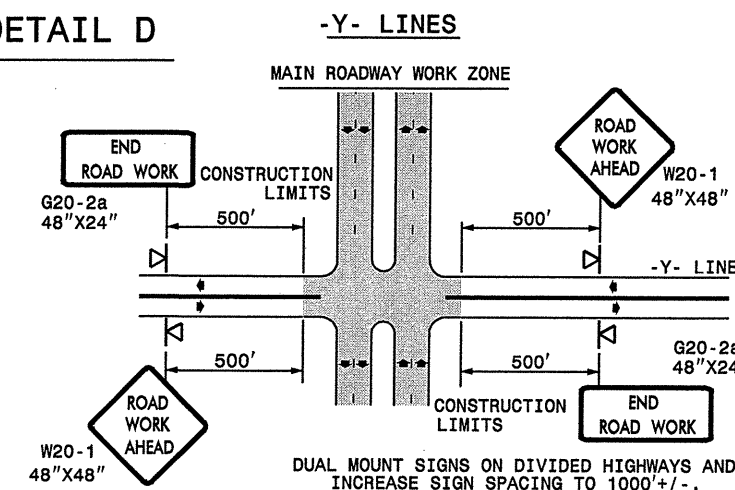 DETAIL D
-Y- LINES
MAIN ROADWAY WORK ZONE
END
ROAD WORK
G20-2a
48"X24"
CONSTRUCTION
LIMITS
500'
500'
ROAD
WORK
AHEAD
W20-1
48"X48"
-Y- LINE
500'
500'
ROAD
WORK
AHEAD
W20-1
48"X48"
CONSTRUCTION
LIMITS
G20-2a
48"X24
END
ROAD WORK
DUAL MOUNT SIGNS ON DIVIDED HIGHWAYS AND
INCREASE SIGN SPACING TO 1000'+/-.